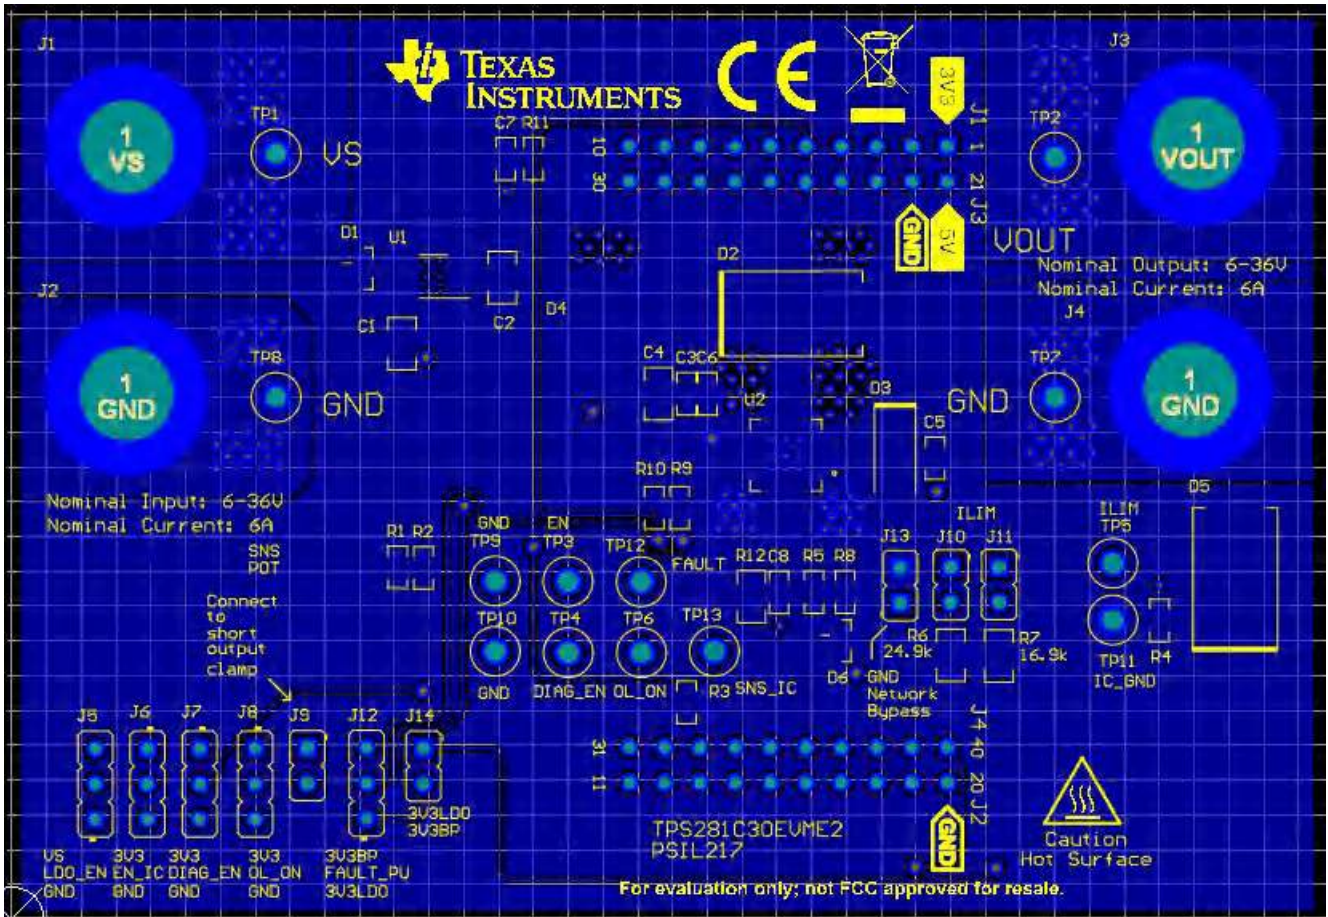 J1
TEXAS
INSTRUMENTS
CE
3V3
J3
C7 R11
TP1
1
VS
VS
10
30
1
21
J1
J3
TP2
1
VOUT
GND
5V
VOUT
Nominal Output: 6-36V
Nominal Current: 6A
D1
U1
D2
J2
C1
C2
D4
J4
TP8
1
GND
GND
C4
C3
C6
U2
D3
GND
C5
TP7
1
GND
Nominal Input: 6-36V
Nominal Current: 6A
R10 R9
D5
SNS
POT
R1 R2
GND
TP9
EN
TP3
TP12
FAULT
R12
C8
R5
R8
ILIM
J13
J10
J11
ILIM
TP5
Connect
to
short
output
clamp
TP10
GND
TP4
DIAG_EN
TP6
OL_ON
TP13
SNS_IC
R3
D6
R6
24.9k
R7
16.9k
GND
Network
Bypass
TP11
IC_GND
R4
J5
J6
J7
J8
J9
J12
J14
31
11
40
20
J4
J2
3V3LDO
3V3BP
VS
LDO_EN
GND
3V3
EN_IC
GND
3V3
DIAG_EN
GND
3V3
OL_ON
GND
3V3BP
FAULT_PU
3V3LDO
TPS281C30EVME2
PSIL217
GND
Caution
Hot Surface
For evaluation only; not FCC approved for resale.